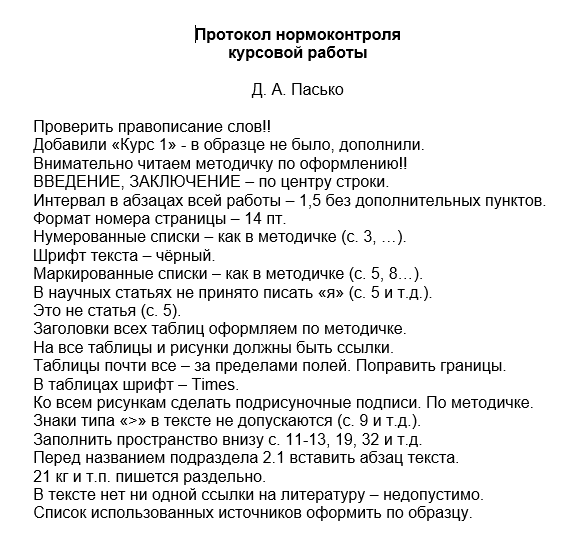 Протокол нормоконтроля
курсовой работы
Д. А. Пасько
Проверить правописание слов!!
Добавили «Курс 1» - в образце не было, дополнили.
Внимательно читаем методичку по оформлению!!
ВВЕДЕНИЕ, ЗАКЛЮЧЕНИЕ – по центру строки.
Интервал в абзацах всей работы – 1,5 без дополнительных пунктов.
Формат номера страницы – 14 пт.
Нумерованные списки – как в методичке (с. 3, …).
Шрифт текста – чёрный.
Маркированные списки – как в методичке (с. 5, 8…).
В научных статьях не принято писать «я» (с. 5 и т.д.).
Это не статья (с. 5).
Заголовки всех таблиц оформляем по методичке.
На все таблицы и рисунки должны быть ссылки.
Таблицы почти все – за пределами полей. Поправить границы.
В таблицах шрифт – Times.
Ко всем рисункам сделать подрисуночные подписи. По методичке.
Знаки типа «>» в тексте не допускаются (с. 9 и т.д.).
Заполнить пространство внизу с. 11-13, 19, 32 и т.д.
Перед названием подраздела 2.1 вставить абзац текста.
21 кг и т.п. пишется раздельно.
В тексте нет ни одной ссылки на литературу – недопустимо.
Список использованных источников оформить по образцу.